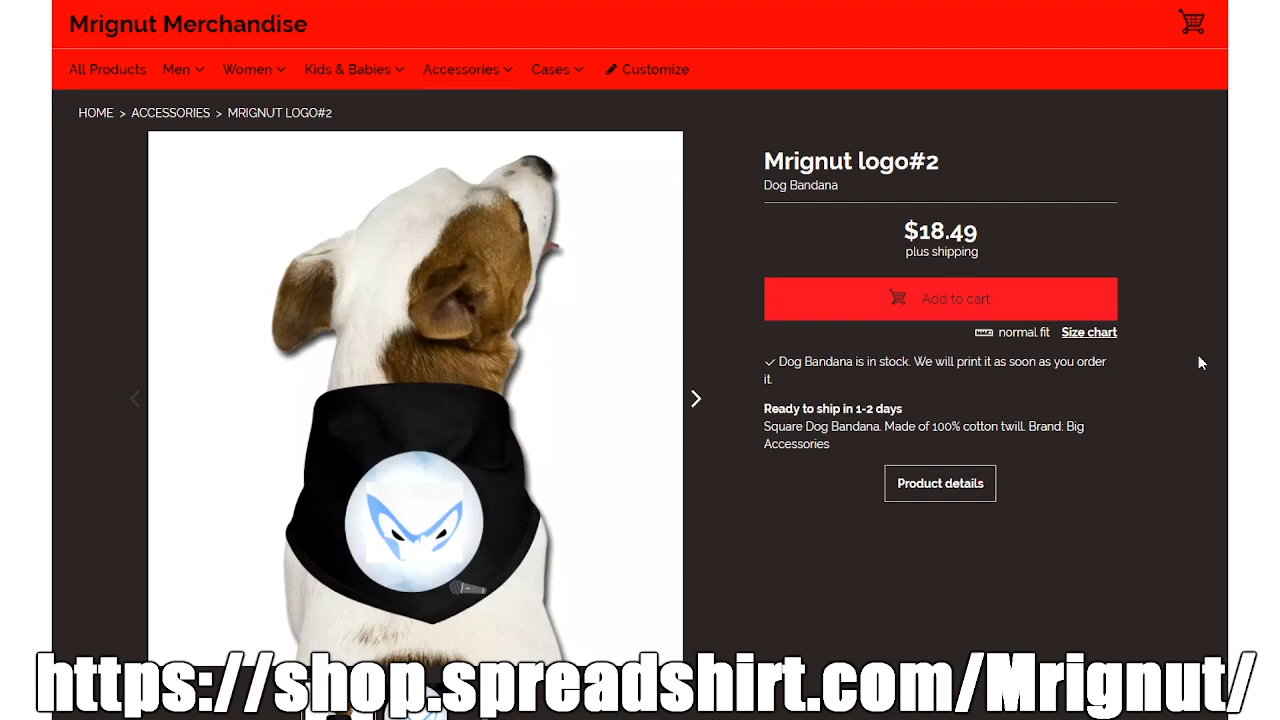 Mrignut Merchandise
All Products Men Women Kids & Babies Accessories Cases Customize
HOME > ACCESSORIES > MRIGNUT LOGO#2
Mrignut logo#2
Dog Bandana
$18.49
plus shipping
Add to cart
normal fit Size chart
Dog Bandana is in stock. We will print it as soon as you order
it.
Ready to ship in 1-2 days
Square Dog Bandana. Made of 100% cotton twill. Brand: Big
Accessories
Product details
https://shop.spreadshirt.com/Mrignut/